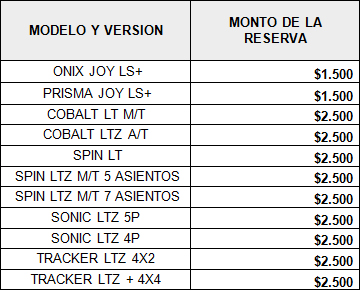 MODELO Y VERSION MONTO DE LA RESERVA
ONIX JOY LS+ $1.500
PRISMA JOY LS+ $1.500
COBALT LT M/T $2.500
COBALT LTZ A/T $2.500
SPIN LT $2.500
SPIN LTZ M/T 5 ASIENTOS $2.500
SPIN LTZ M/T 7 ASIENTOS $2.500
SONIC LTZ 5P $2.500
SONIC LTZ 4P $2.500
TRACKER LTZ 4X2 $2.500
TRACKER LTZ + 4X4 $2.500